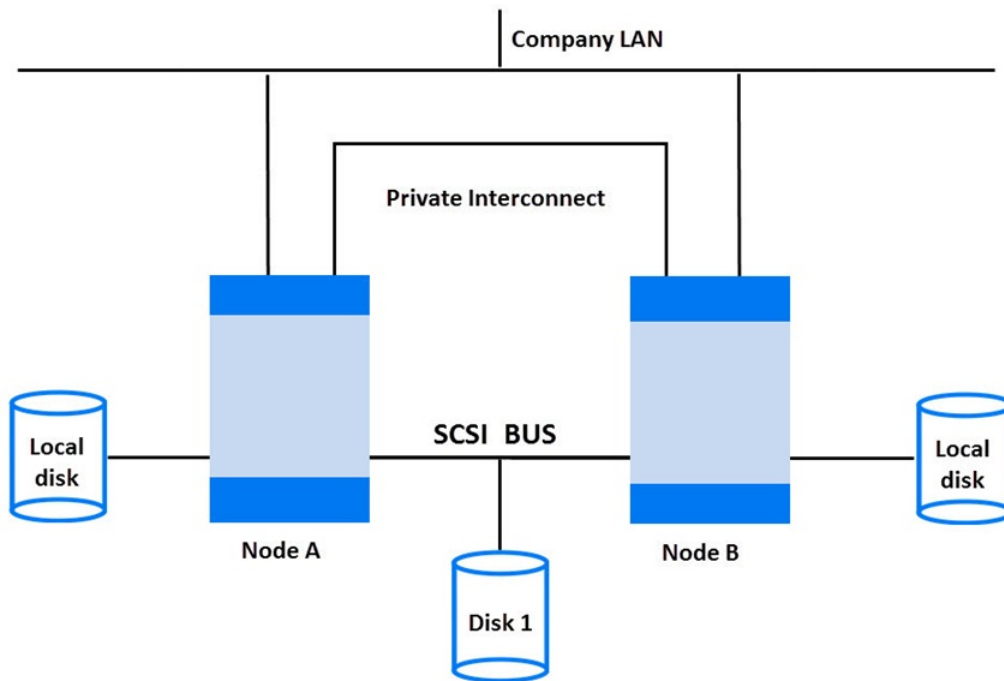 Company LAN
Private Interconnect
SCSI BUS
Local
disk
Local
disk
Node A
Node B
Disk 1